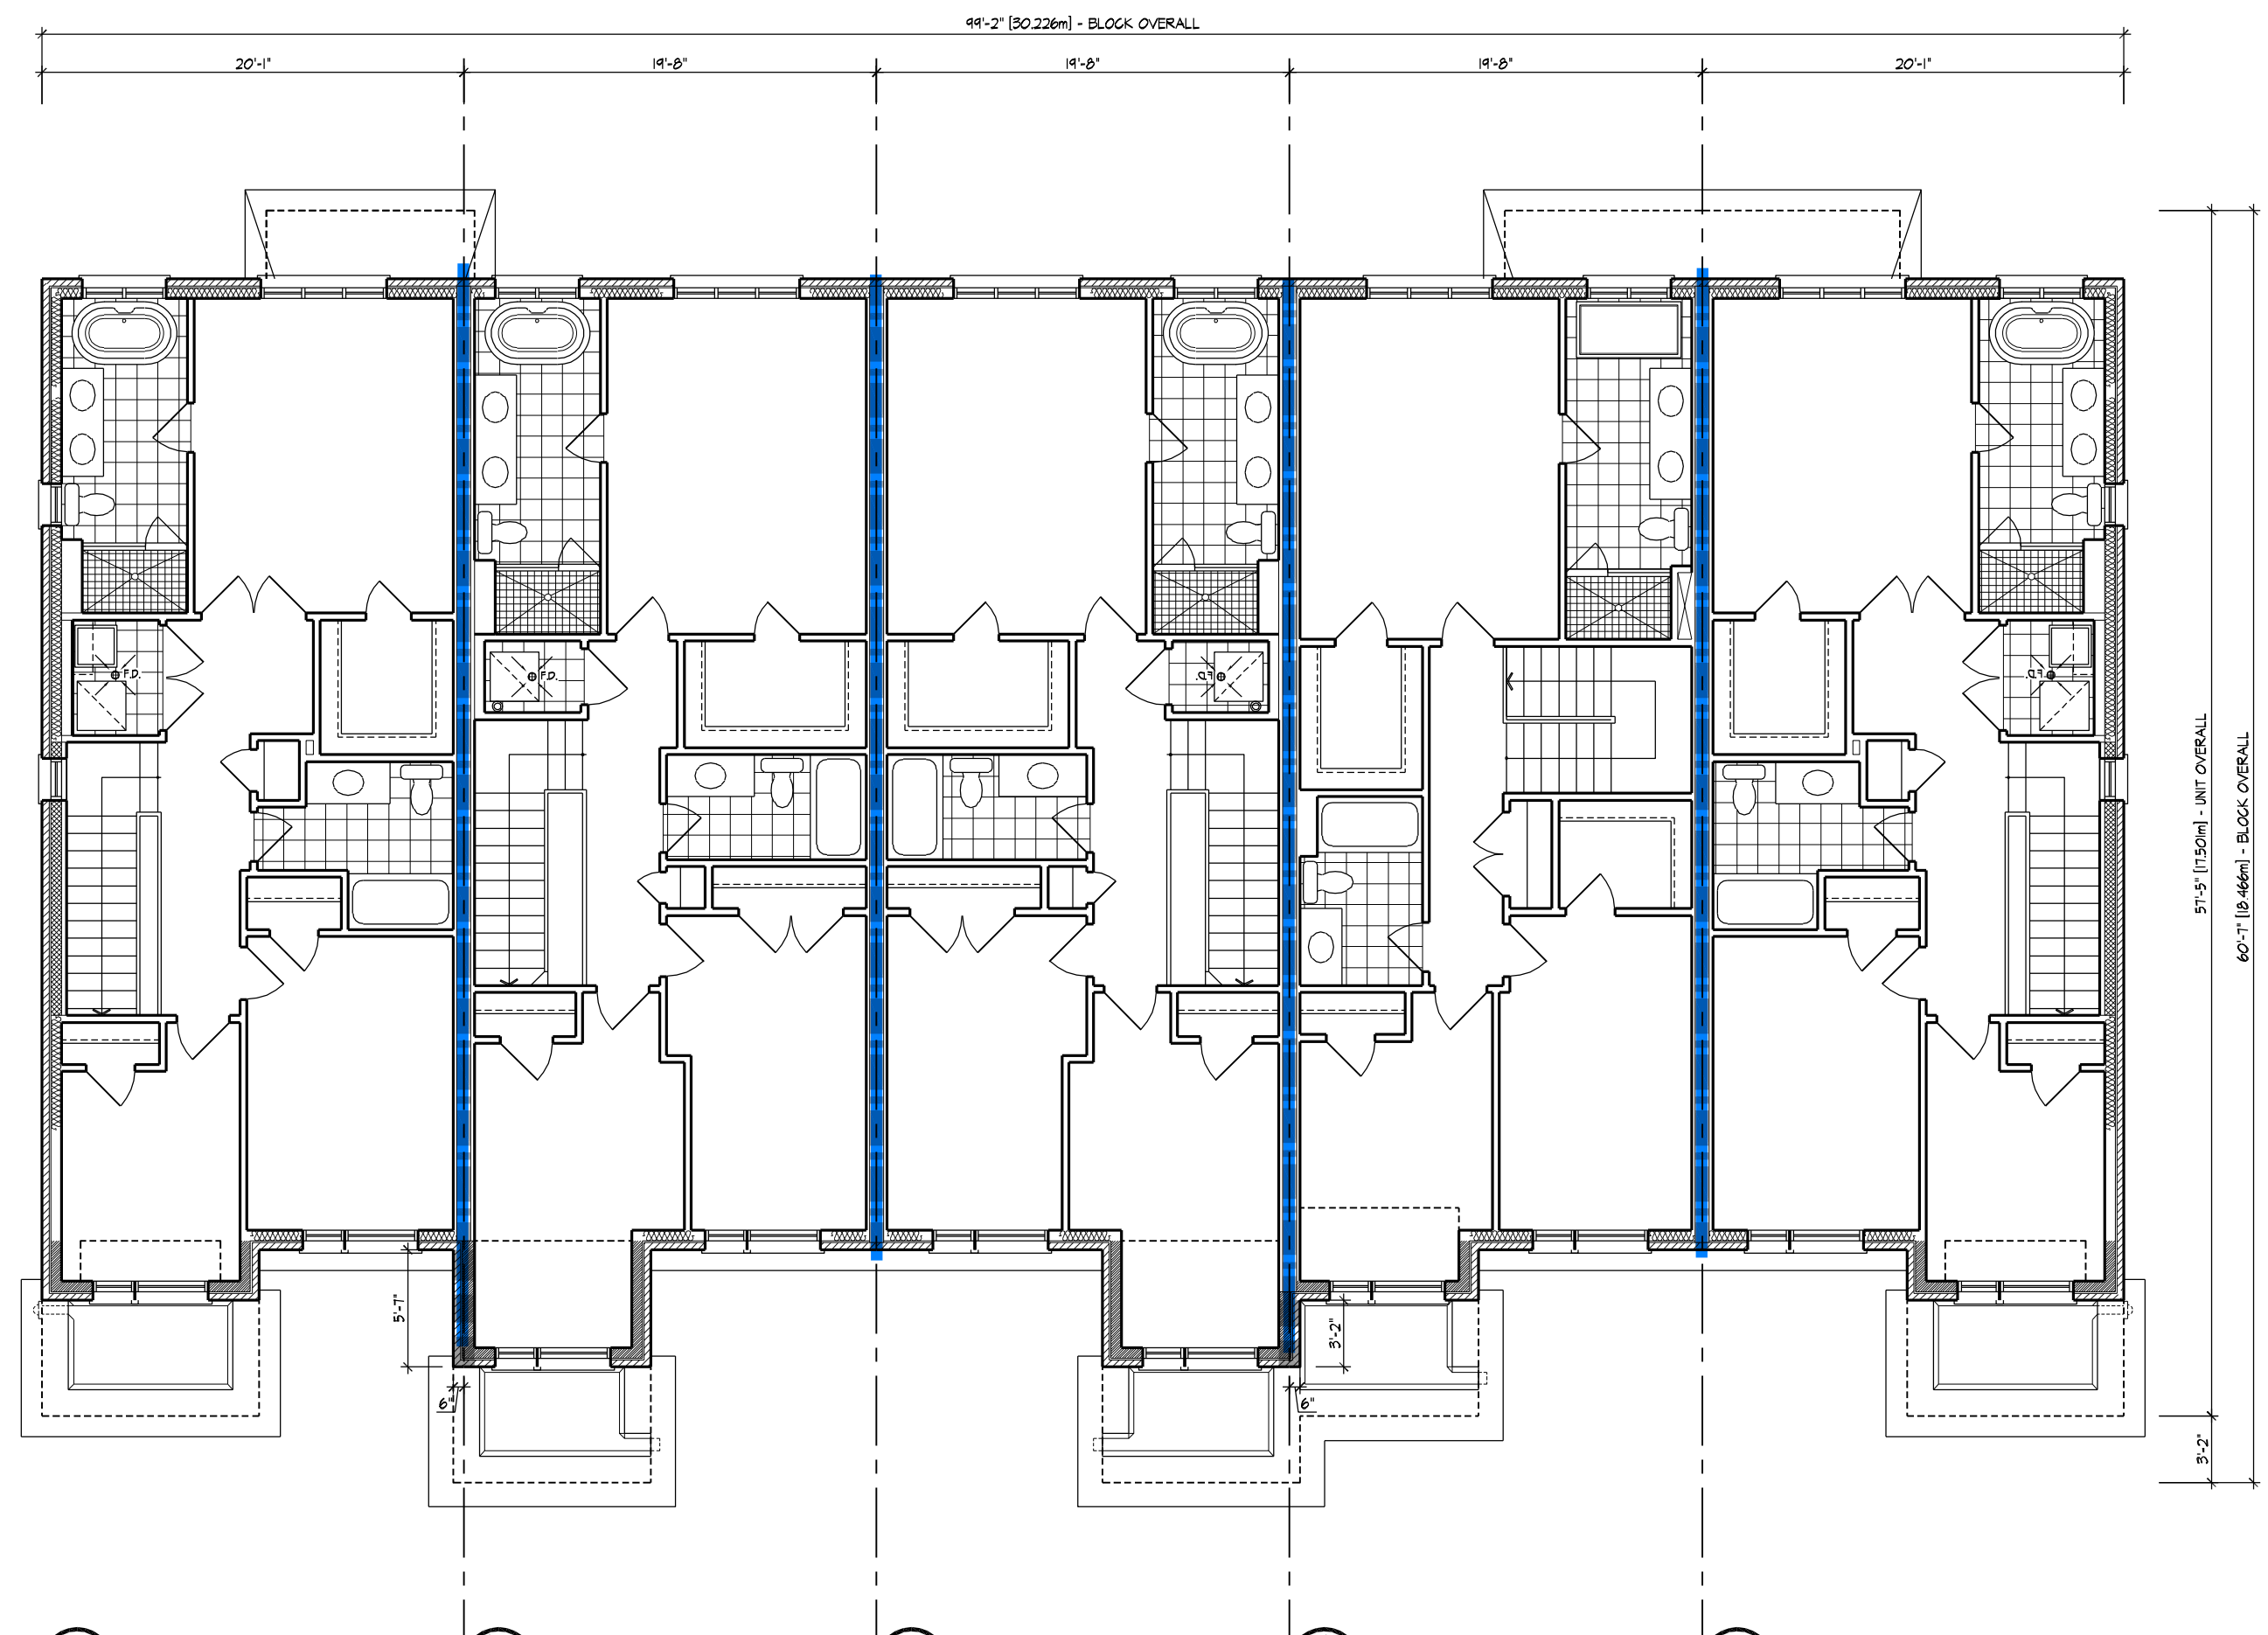 99'-2" [30.226m] - BLOCK OVERALL
20'-1"
19'-8"
19'-8"
19'-8"
20'-1"
F.D.
F.D.
F.D.
F.D.
57'-5" [17.501m] - UNIT OVERALL
60'-7" [18.466m] - BLOCK OVERALL
5'-7"
3'-2"
6"
6"
3'-2"